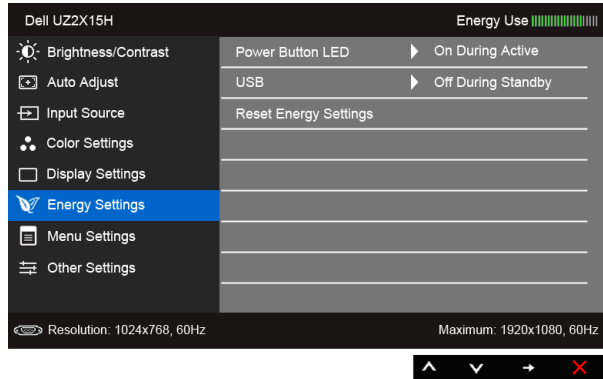 Dell UZ2X15H Energy Use
Brightness/Contrast Power Button LED On During Active
Auto Adjust USB Off During Standby
Input Source Reset Energy Settings
Color Settings
Display Settings
Energy Settings
Menu Settings
Other Settings
Resolution: 1024x768, 60Hz Maximum: 1920x1080, 60Hz